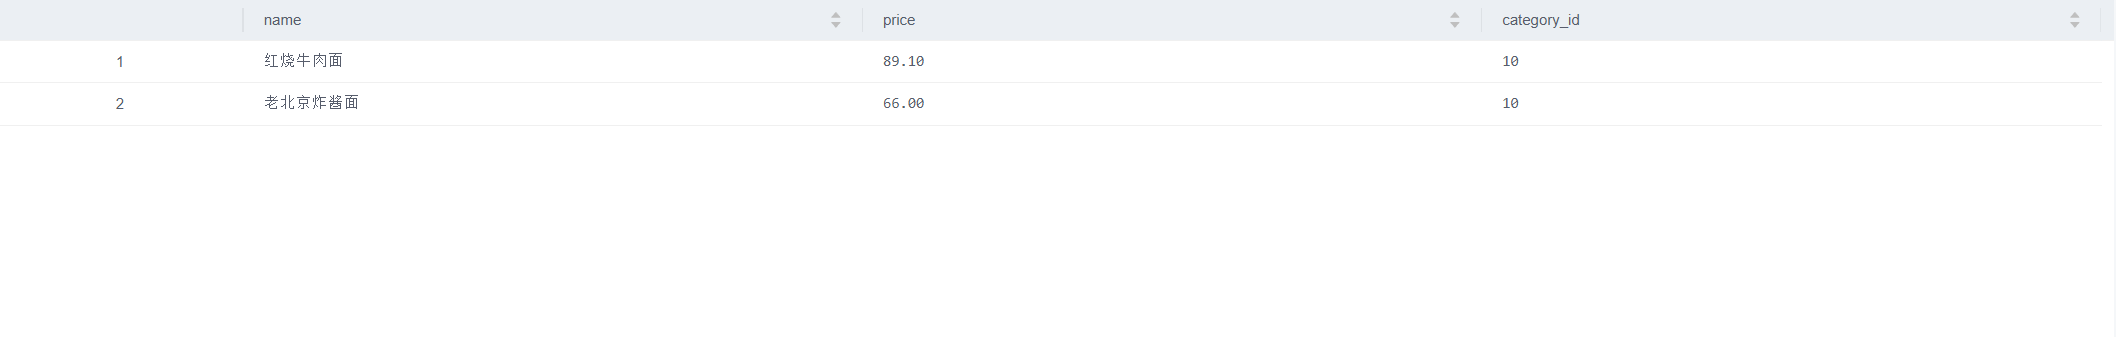 name price category_id
1 红烧牛肉面 89.10 10
2 老北京炸酱面 66.00 10